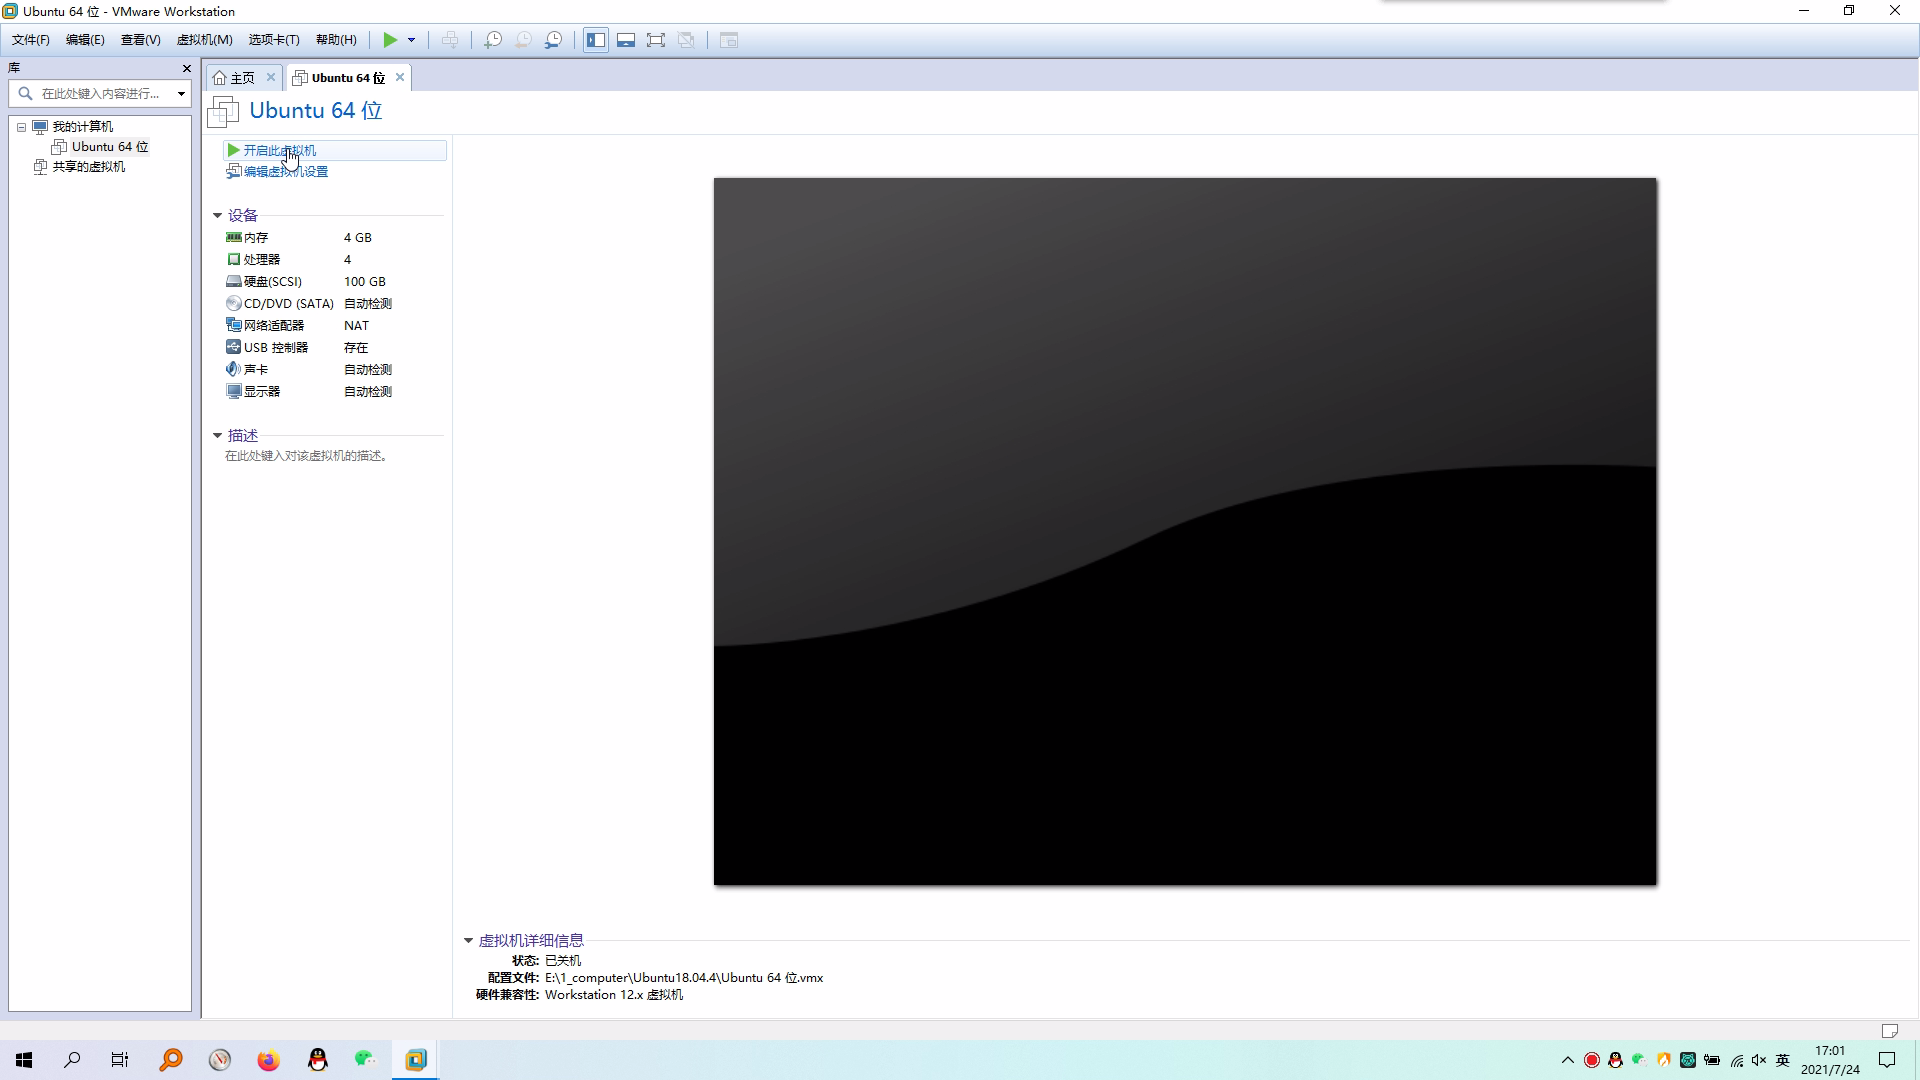 Ubuntu 64 位 - VMware Workstation
文件(F) 编辑(E) 查看(V) 虚拟机(M) 选项卡(T) 帮助(H)
库
在此处键入内容进行...
我的计算机
Ubuntu 64 位
共享的虚拟机
主页
Ubuntu 64 位
Ubuntu 64 位
开启此虚拟机
编辑虚拟机设置
设备
内存 4 GB
处理器 4
硬盘(SCSI) 100 GB
CD/DVD (SATA) 自动检测
网络适配器 NAT
USB 控制器 存在
声卡 自动检测
显示器 自动检测
描述
在此处键入对该虚拟机的描述。
虚拟机详细信息
状态: 已关机
配置文件: E:\1_computer\Ubuntu18.04.4\Ubuntu 64 位.vmx
硬件兼容性: Workstation 12.x 虚拟机
英
17:01
2021/7/24